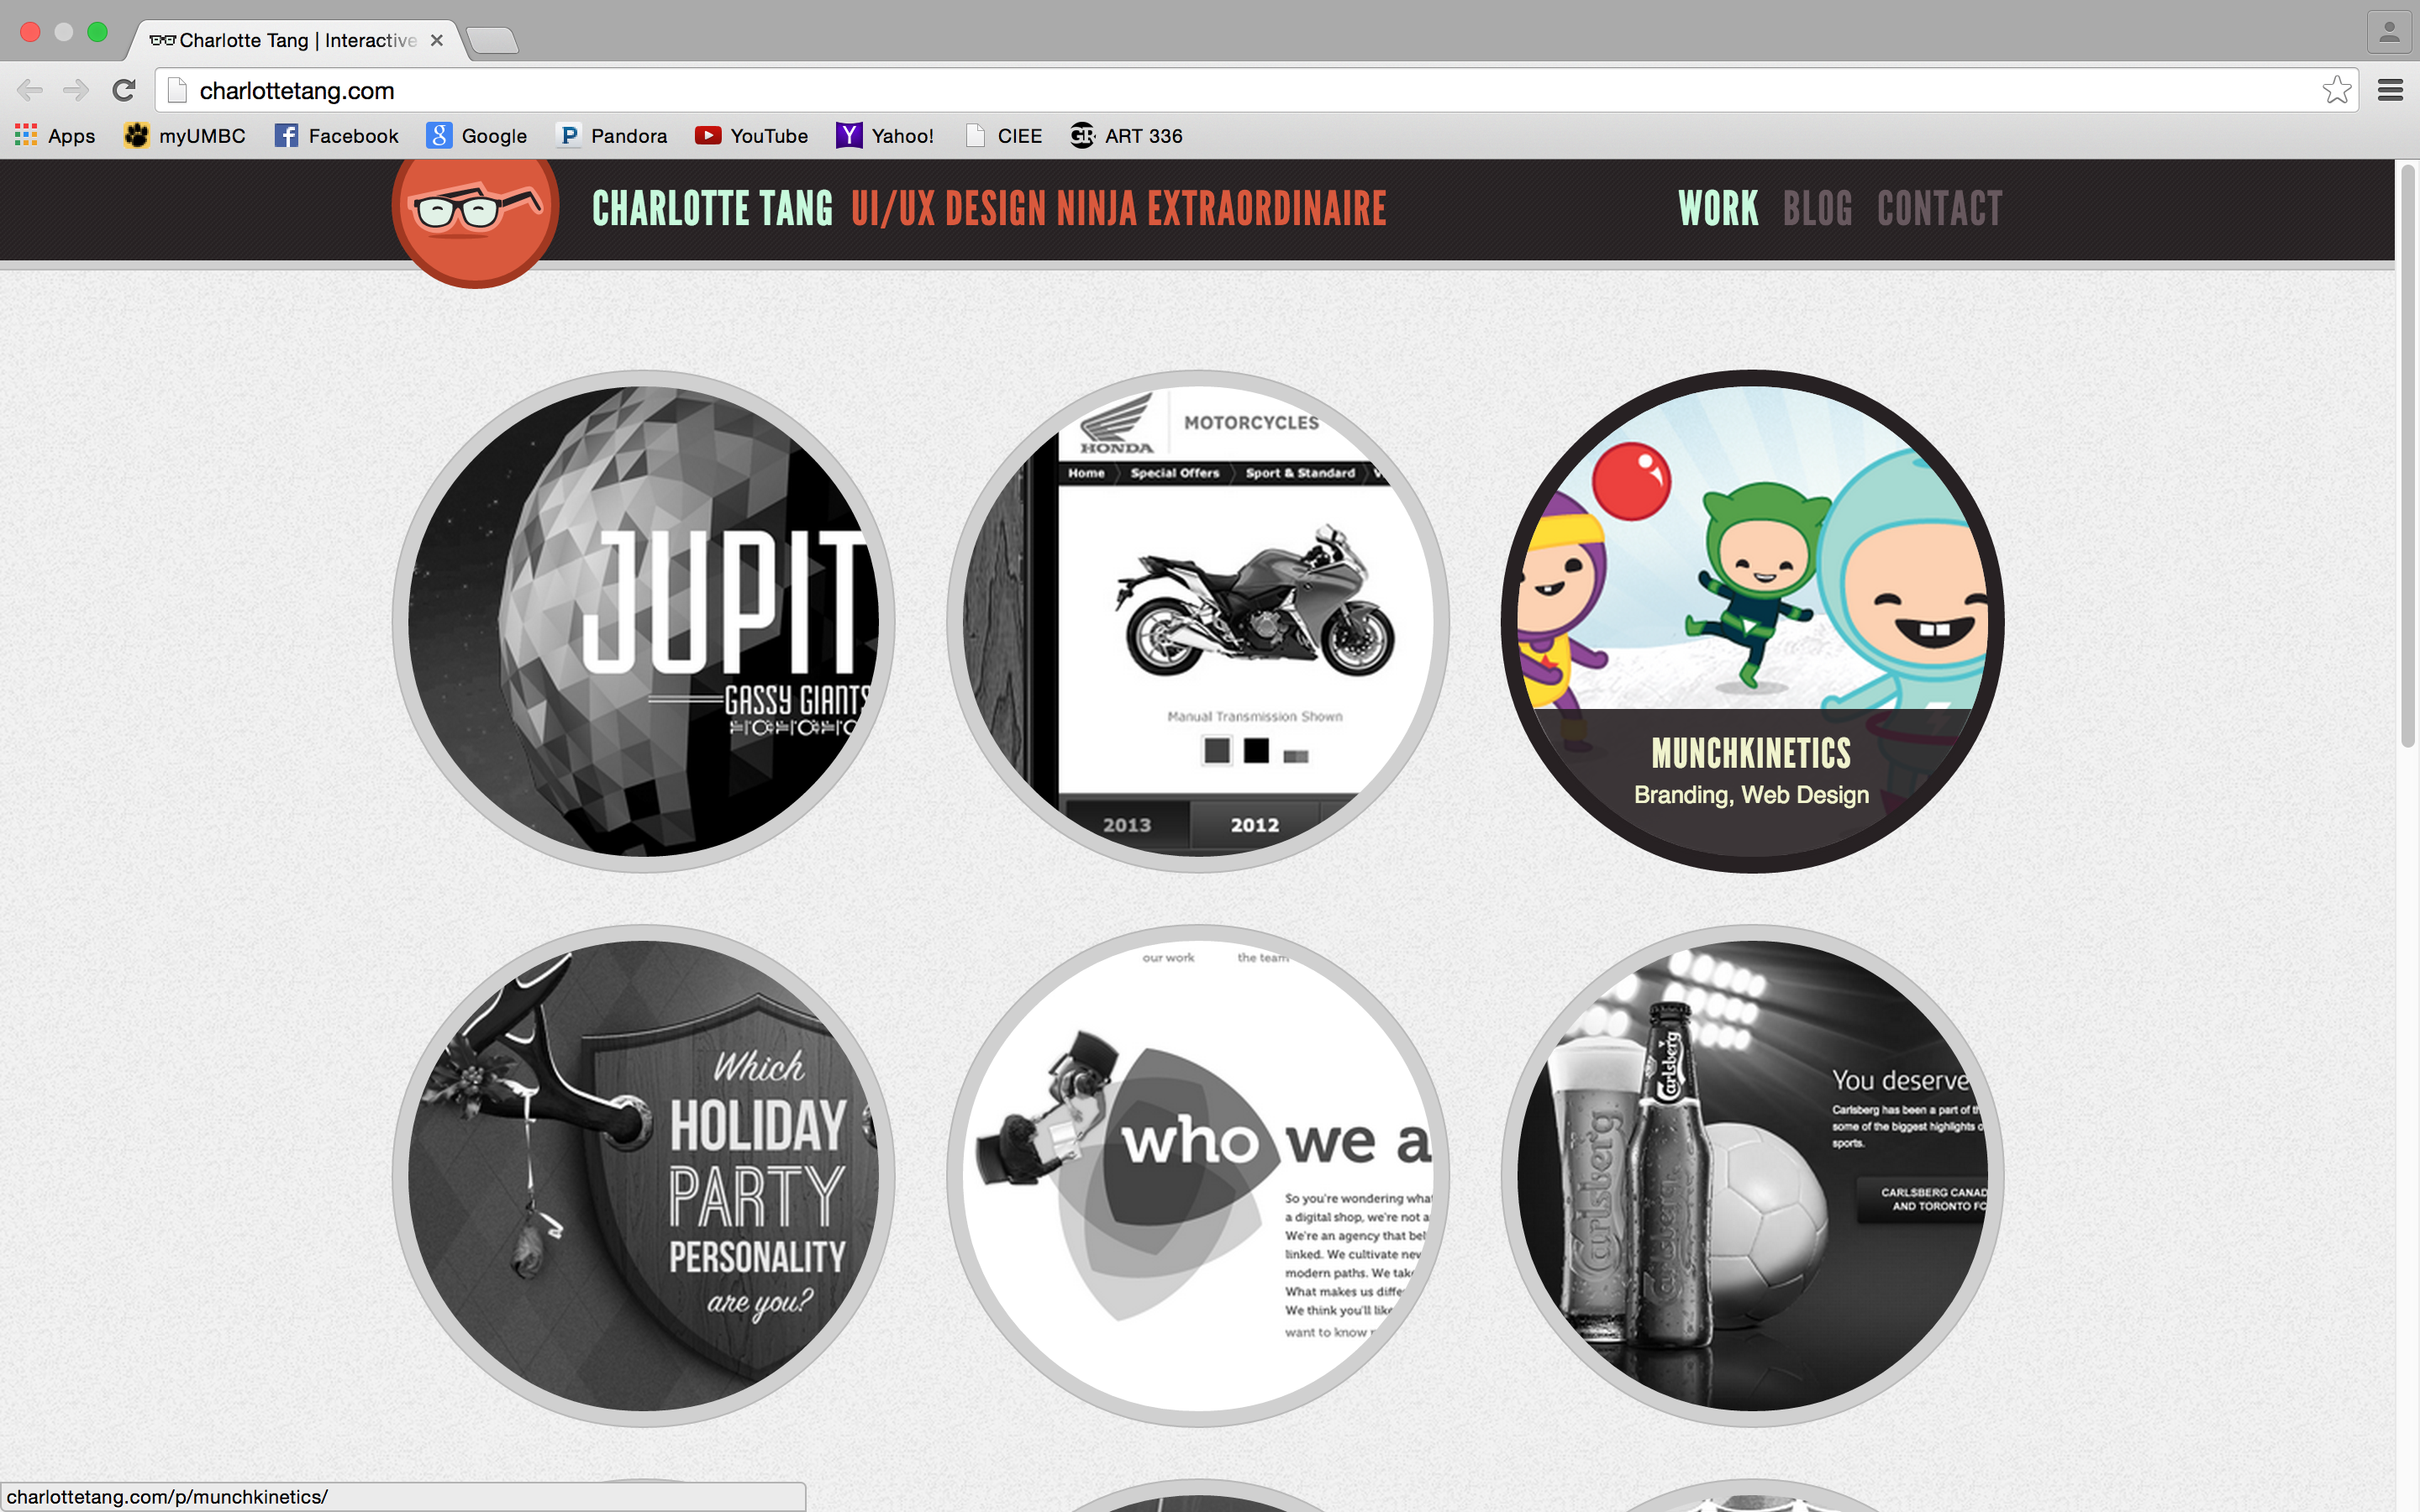 Charlotte Tang | Interactive
charlottetang.com
Apps
myUMBC
Facebook
Google
Pandora
YouTube
Yahoo!
CIEE
ART 336
CHARLOTTE TANG UI/UX DESIGN NINJA EXTRAORDINAIRE
WORK BLOG CONTACT
JUPIT
GASSY GIANTS
HONDA
MOTORCYCLES
Home Special Offers Sport & Standard
Manual Transmission Shown
2013 2012
MUNCHKINETICS
Branding, Web Design
Which
HOLIDAY
PARTY
PERSONALITY
are you?
our work the team
who we a
So you're wondering what
a digital shop, we're not a
We're an agency that bel
linked. We cultivate new
modern paths. We take
What makes us diffe
We think you'll like
want to know
Carlsberg
Carlsberg
Carlsberg
You deserve
Carlsberg has been a part of th
some of the biggest highlights o
sports.
CARLSBERG CANAD
AND TORONTO FC
charlottetang.com/p/munchkinetics/